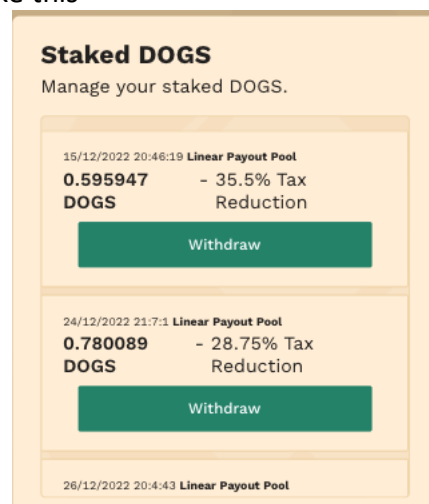 Staked DOGS
Manage your staked DOGS.
15/12/2022 20:46:19 Linear Payout Pool
0.595947 - 35.5% Tax
DOGS Reduction
Withdraw
24/12/2022 21:7:1 Linear Payout Pool
0.780089 - 28.75% Tax
DOGS Reduction
Withdraw
26/12/2022 20:4:43 Linear Payout Pool